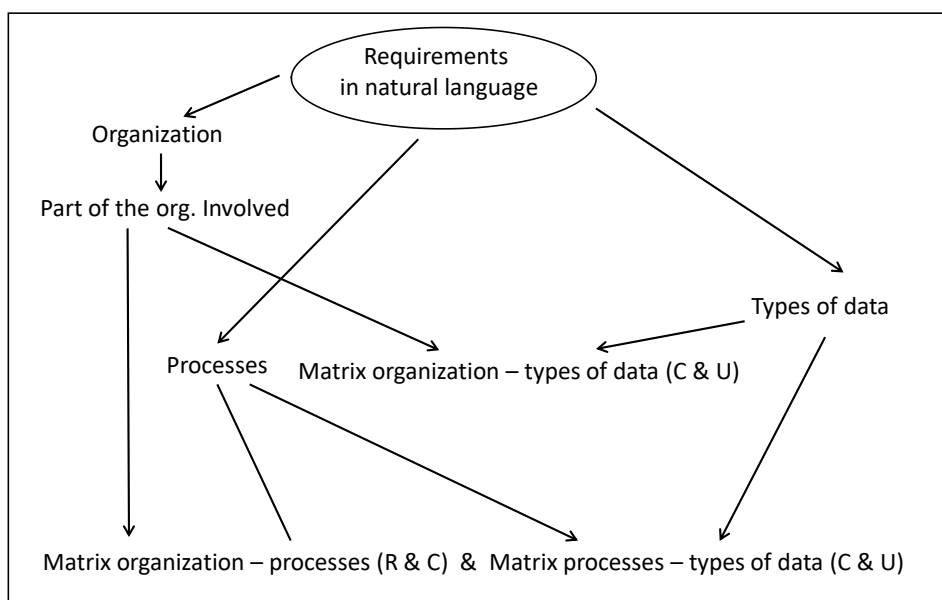 Requirements
in natural language
Organization
Part of the org. Involved
Types of data
Processes
Matrix organization – types of data (C & U)
Matrix organization – processes (R & C) & Matrix processes – types of data (C & U)